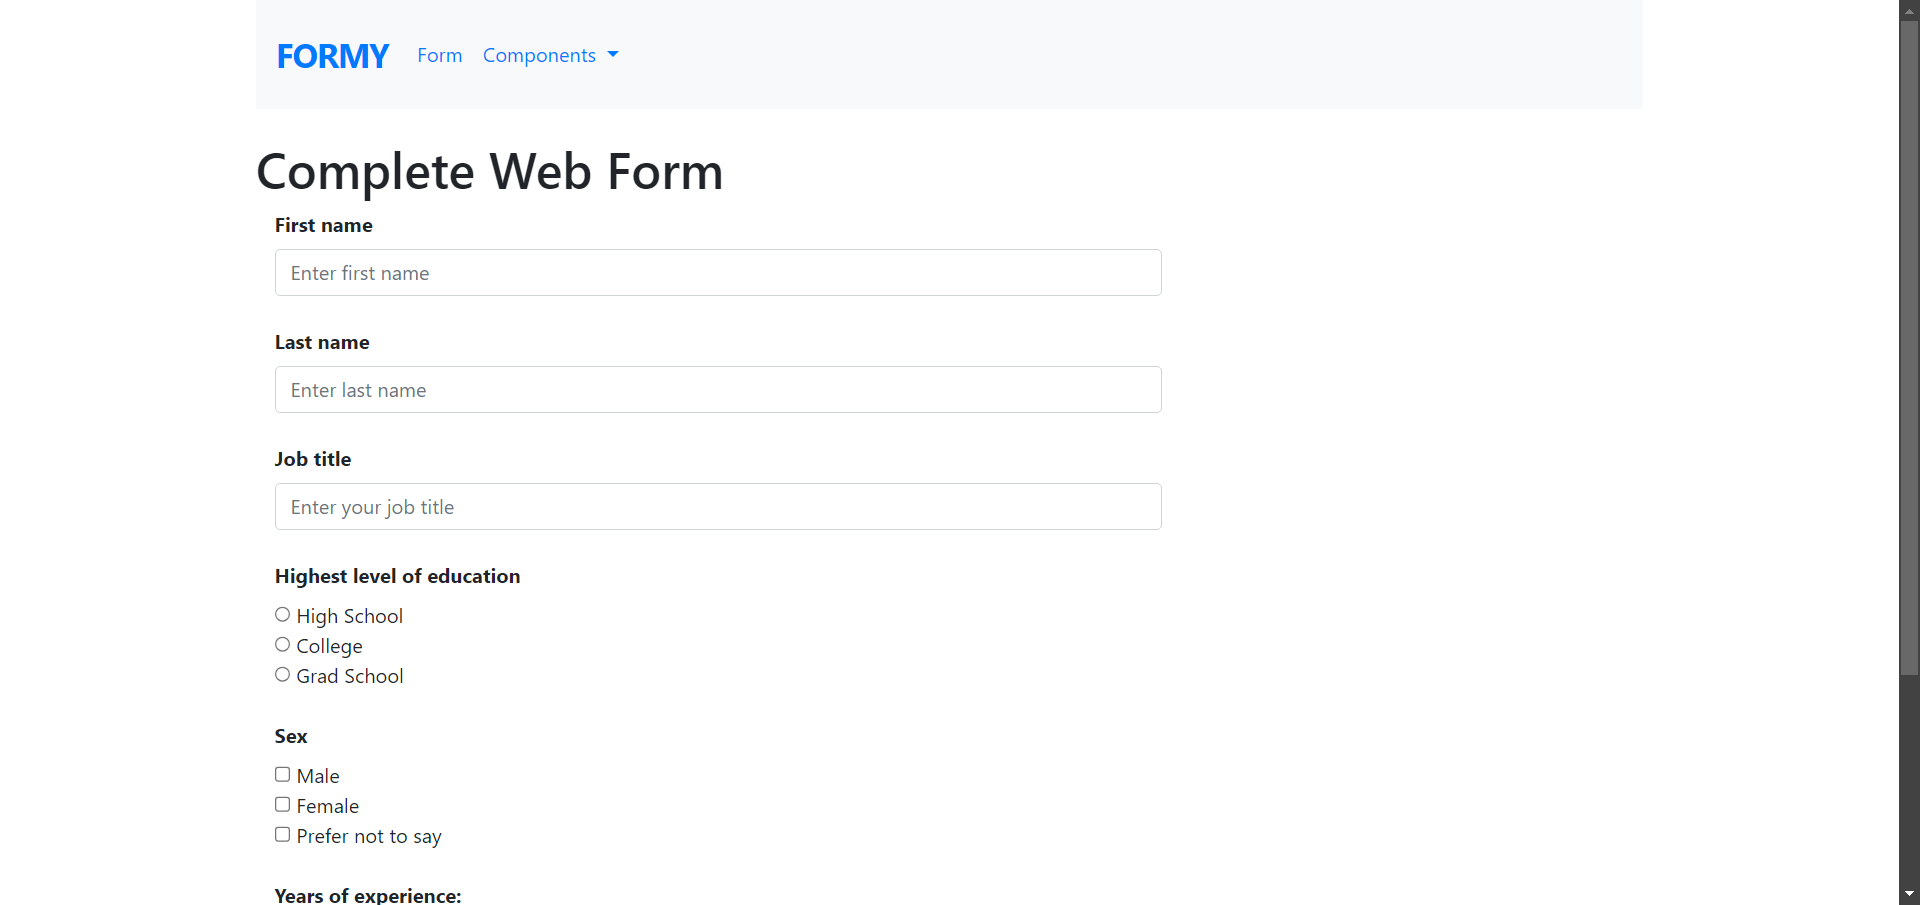 FORMY Form Components
Complete Web Form
First name
Enter first name
Last name
Enter last name
Job title
Enter your job title
Highest level of education
High School
College
Grad School
Sex
Male
Female
Prefer not to say
Years of experience: